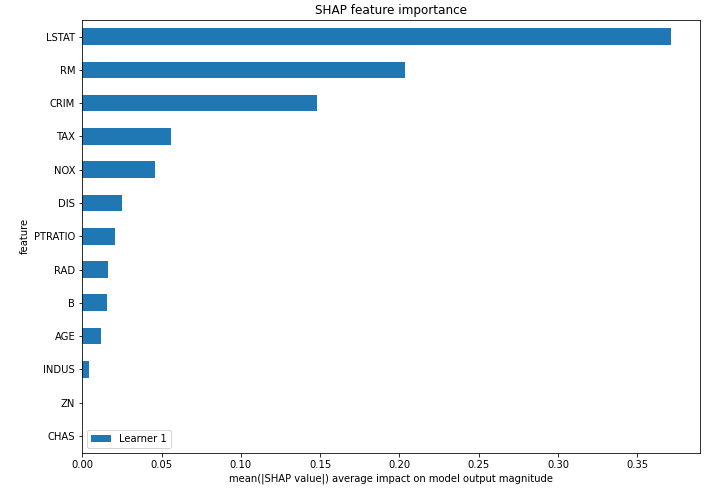 SHAP feature importance
LSTAT
RM
CRIM
TAX
NOX
DIS
PTRATIO
RAD
B
AGE
INDUS
ZN
CHAS
feature
Learner 1
0.00 0.05 0.10 0.15 0.20 0.25 0.30 0.35
mean(|SHAP value|) average impact on model output magnitude